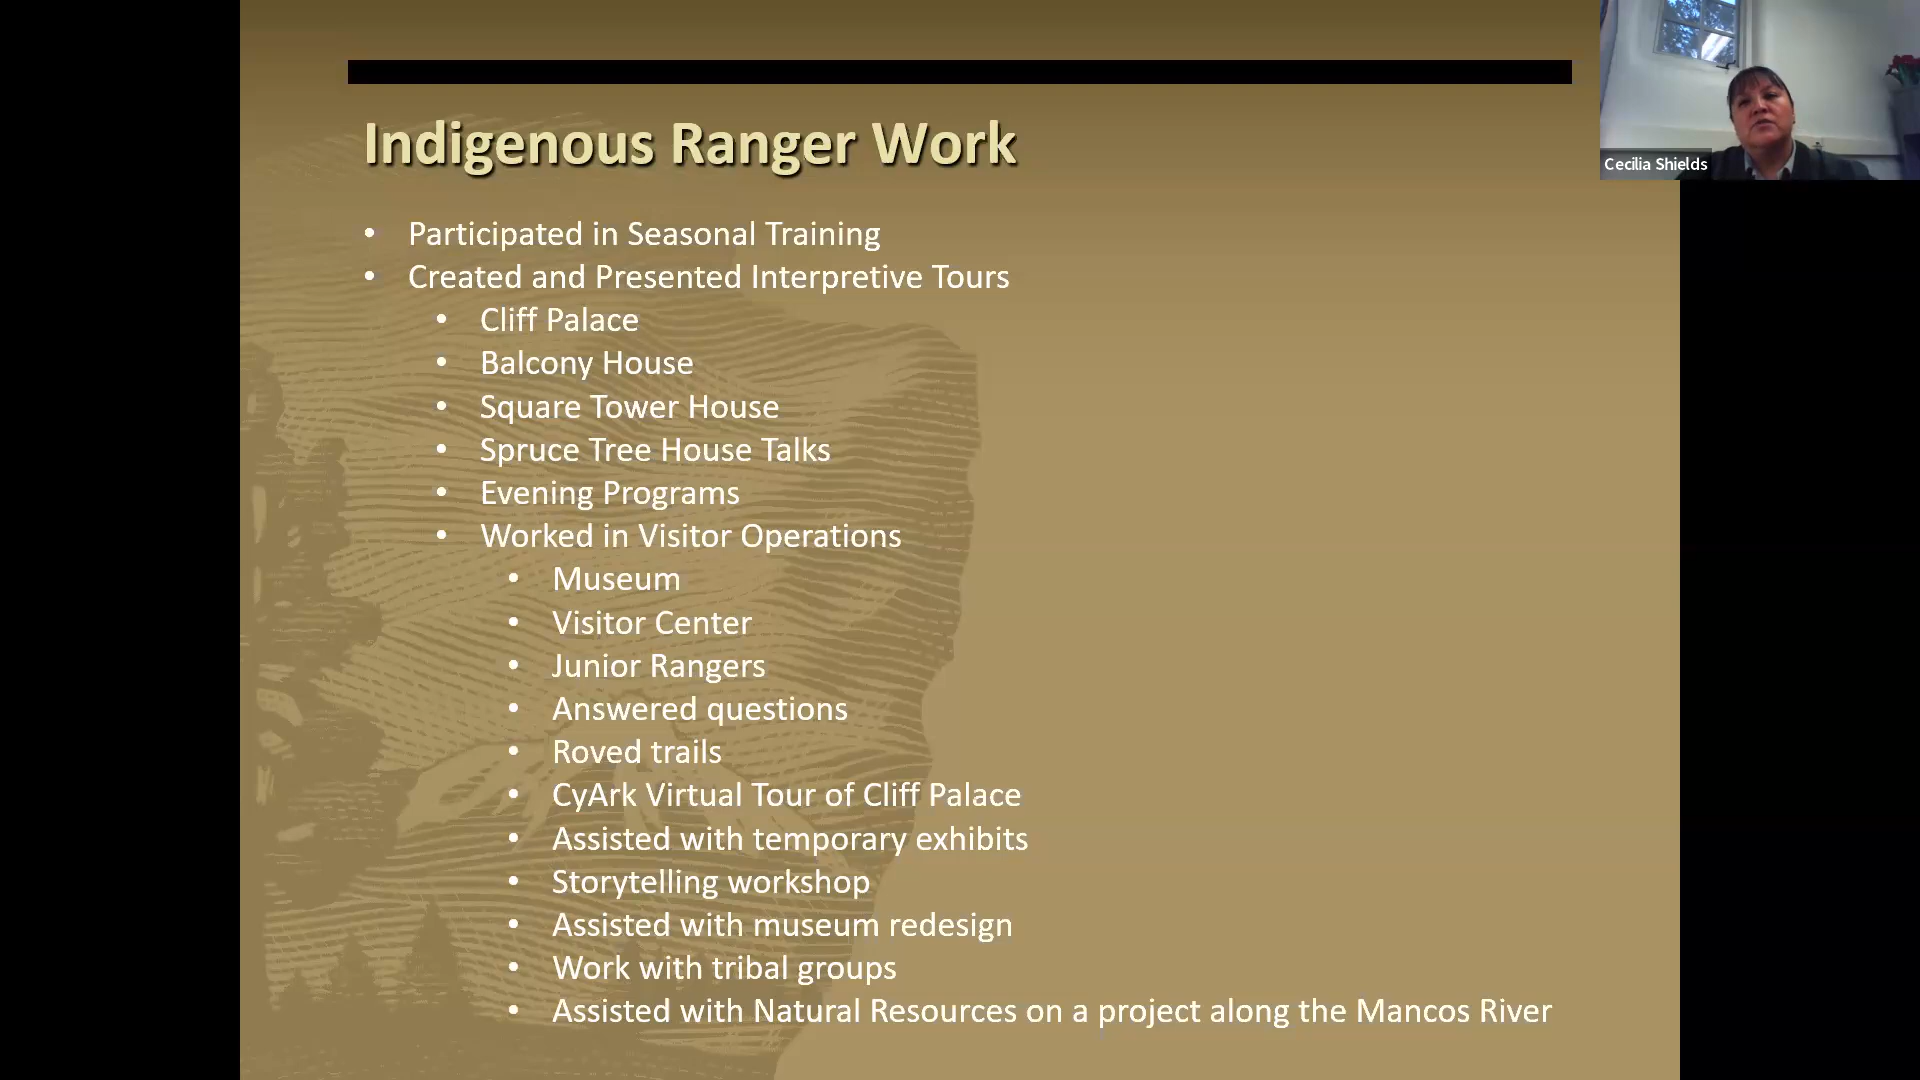 Indigenous Ranger Work
Cecilia Shields
• Participated in Seasonal Training
• Created and Presented Interpretive Tours
• Cliff Palace
• Balcony House
• Square Tower House
• Spruce Tree House Talks
• Evening Programs
• Worked in Visitor Operations
• Museum
• Visitor Center
• Junior Rangers
• Answered questions
• Roved trails
• CyArk Virtual Tour of Cliff Palace
• Assisted with temporary exhibits
• Storytelling workshop
• Assisted with museum redesign
• Work with tribal groups
• Assisted with Natural Resources on a project along the Mancos River